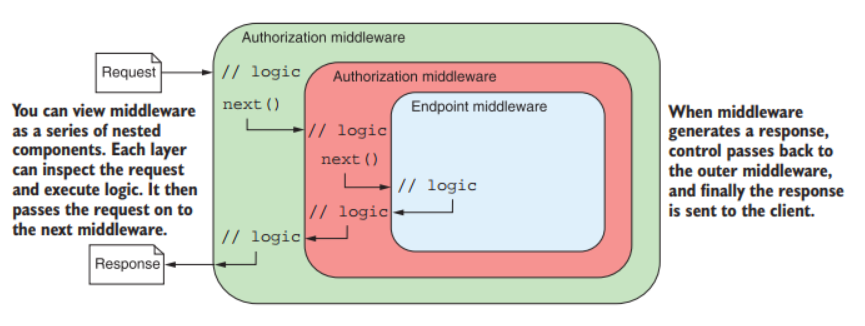 Authorization middleware
Request
// logic
Authorization middleware
next()
// logic
Endpoint middleware
next()
// logic
// logic
// logic
Response
You can view middleware
as a series of nested
components. Each layer
can inspect the request
and execute logic. It then
passes the request on to
the next middleware.
When middleware
generates a response,
control passes back to
the outer middleware,
and finally the response
is sent to the client.